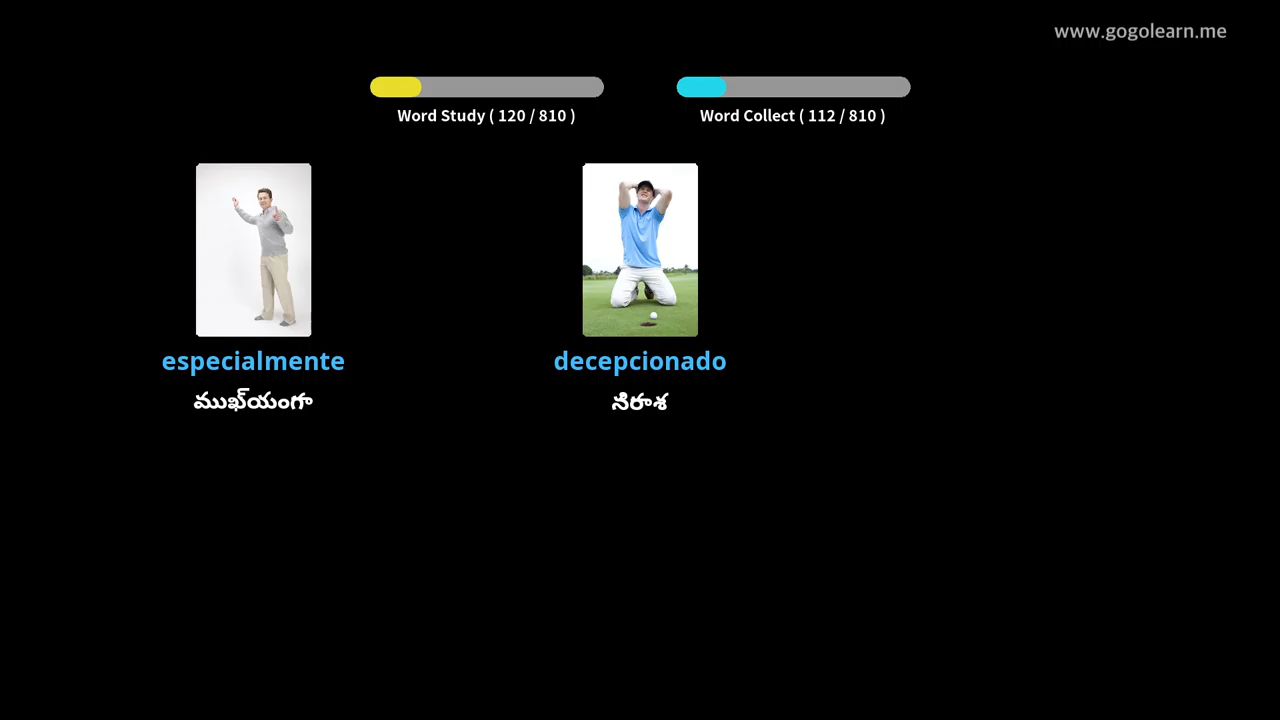 www.gogolearn.me
Word Study ( 120 / 810 )
Word Collect ( 112 / 810 )
especialmente
decepcionado
ముఖ్యంగా
నిరాశ